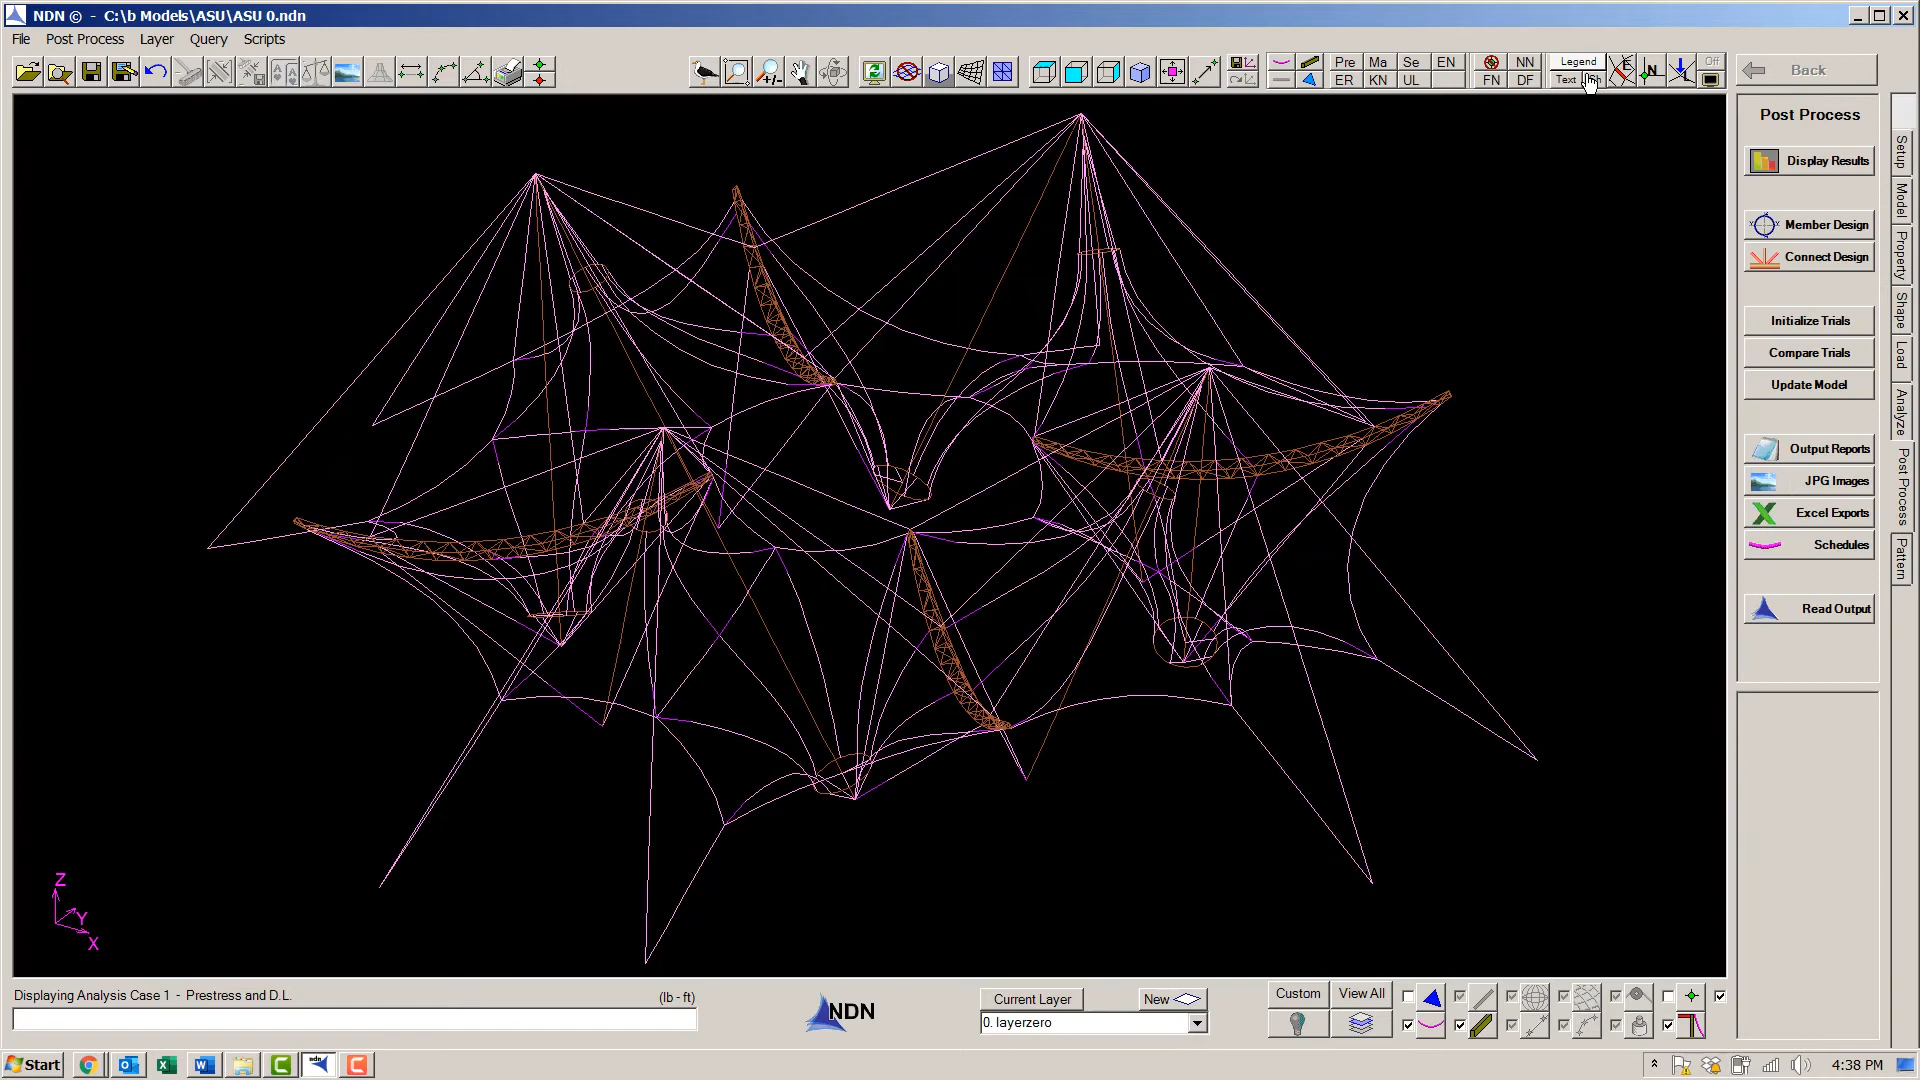 NDN © - C:\b Models\ASU\ASU 0.ndn
File Post Process Layer Query Scripts
Pre Ma Se EN NN Legend Off
ER KN UL FN DF Text
Back
Post Process
Display Results
Member Design
Connect Design
Initialize Trials
Compare Trials
Update Model
Output Reports
JPG Images
Excel Exports
Schedules
Read Output
Setup
Model
Property
Shape
Load
Analyze
Post Process
Pattern
Z
Y
X
Displaying Analysis Case 1 - Prestress and D.L.
(lb - ft)
NDN
Current Layer
New
0. layerzero
Custom
View All
Start
4:38 PM